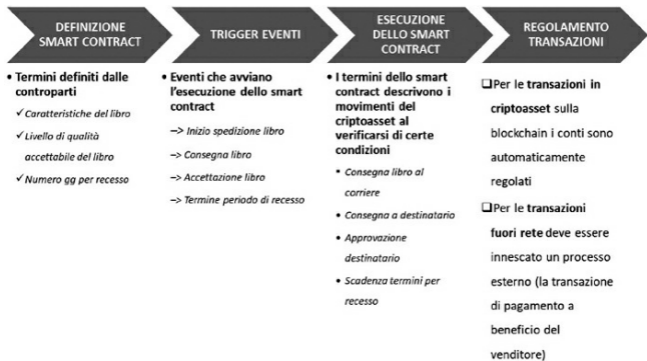 DEFINIZIONE
SMART CONTRACT
TRIGGER EVENTI
ESECUZIONE
DELLO SMART
CONTRACT
REGOLAMENTO
TRANSAZIONI
• Termini definiti dalle
controparti
✓ Caratteristiche del libro
✓ Livello di qualità
accettabile del libro
✓ Numero gg per recesso
• Eventi che avviano
l'esecuzione dello smart
contract
–> Inizio spedizione libro
–> Consegna libro
–> Accettazione libro
–> Termine periodo di recesso
• I termini dello smart
contract descrivono i
movimenti del
criptoasset al
verificarsi di certe
condizioni
• Consegna libro al
corriere
• Consegna a destinatario
• Approvazione
destinatario
• Scadenza termini per
recesso
❑Per le transazioni in
criptoasset sulla
blockchain i conti sono
automaticamente
regolati
❑Per le transazioni
fuori rete deve essere
innescato un processo
esterno (la transazione
di pagamento a
beneficio del
venditore)